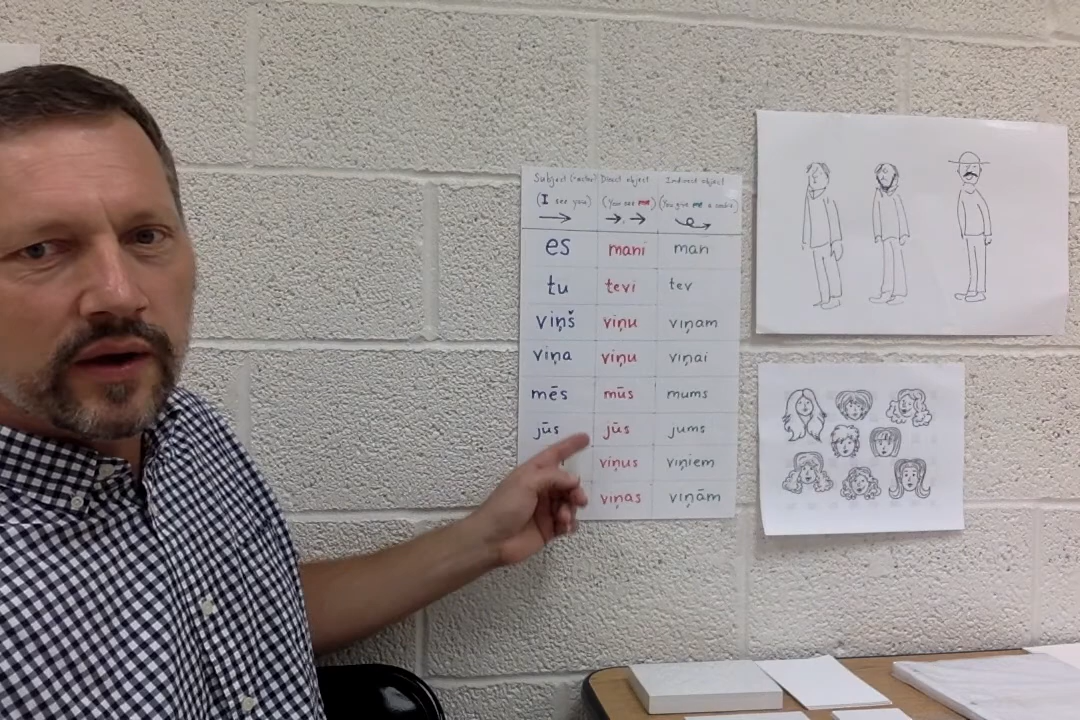 Subject (=actor) Direct object Indirect object
(I see you) (You see me) (You give me a cookie)
es mani man
tu tevi tev
viņš viņu viņam
viņa viņu viņai
mēs mūs mums
jūs jūs jums
viņus viņiem
viņas viņām